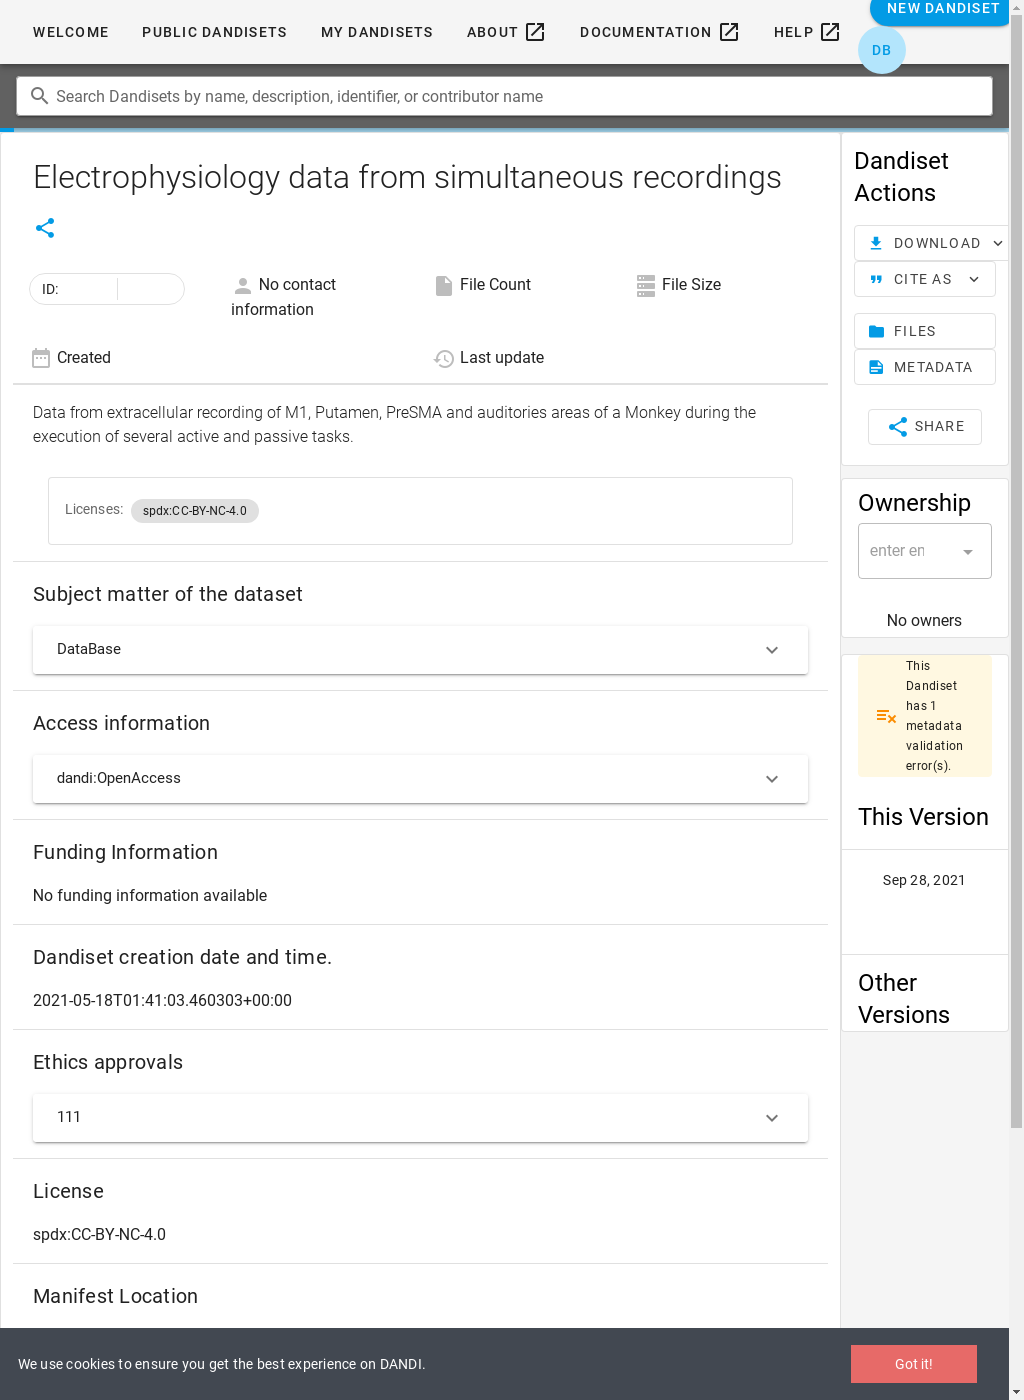 WELCOME
PUBLIC DANDISETS
MY DANDISETS
ABOUT
DOCUMENTATION
HELP
NEW DANDISET
DB
Search Dandisets by name, description, identifier, or contributor name
Electrophysiology data from simultaneous recordings
ID:
No contact
information
File Count
File Size
Created
Last update
Data from extracellular recording of M1, Putamen, PreSMA and auditories areas of a Monkey during the
execution of several active and passive tasks.
Licenses:
spdx:CC-BY-NC-4.0
Subject matter of the dataset
DataBase
Access information
dandi:OpenAccess
Funding Information
No funding information available
Dandiset creation date and time.
2021-05-18T01:41:03.460303+00:00
Ethics approvals
111
License
spdx:CC-BY-NC-4.0
Manifest Location
Dandiset
Actions
DOWNLOAD
CITE AS
FILES
METADATA
SHARE
Ownership
enter en
No owners
This
Dandiset
has 1
metadata
validation
error(s).
This Version
Sep 28, 2021
Other
Versions
We use cookies to ensure you get the best experience on DANDI.
Got it!